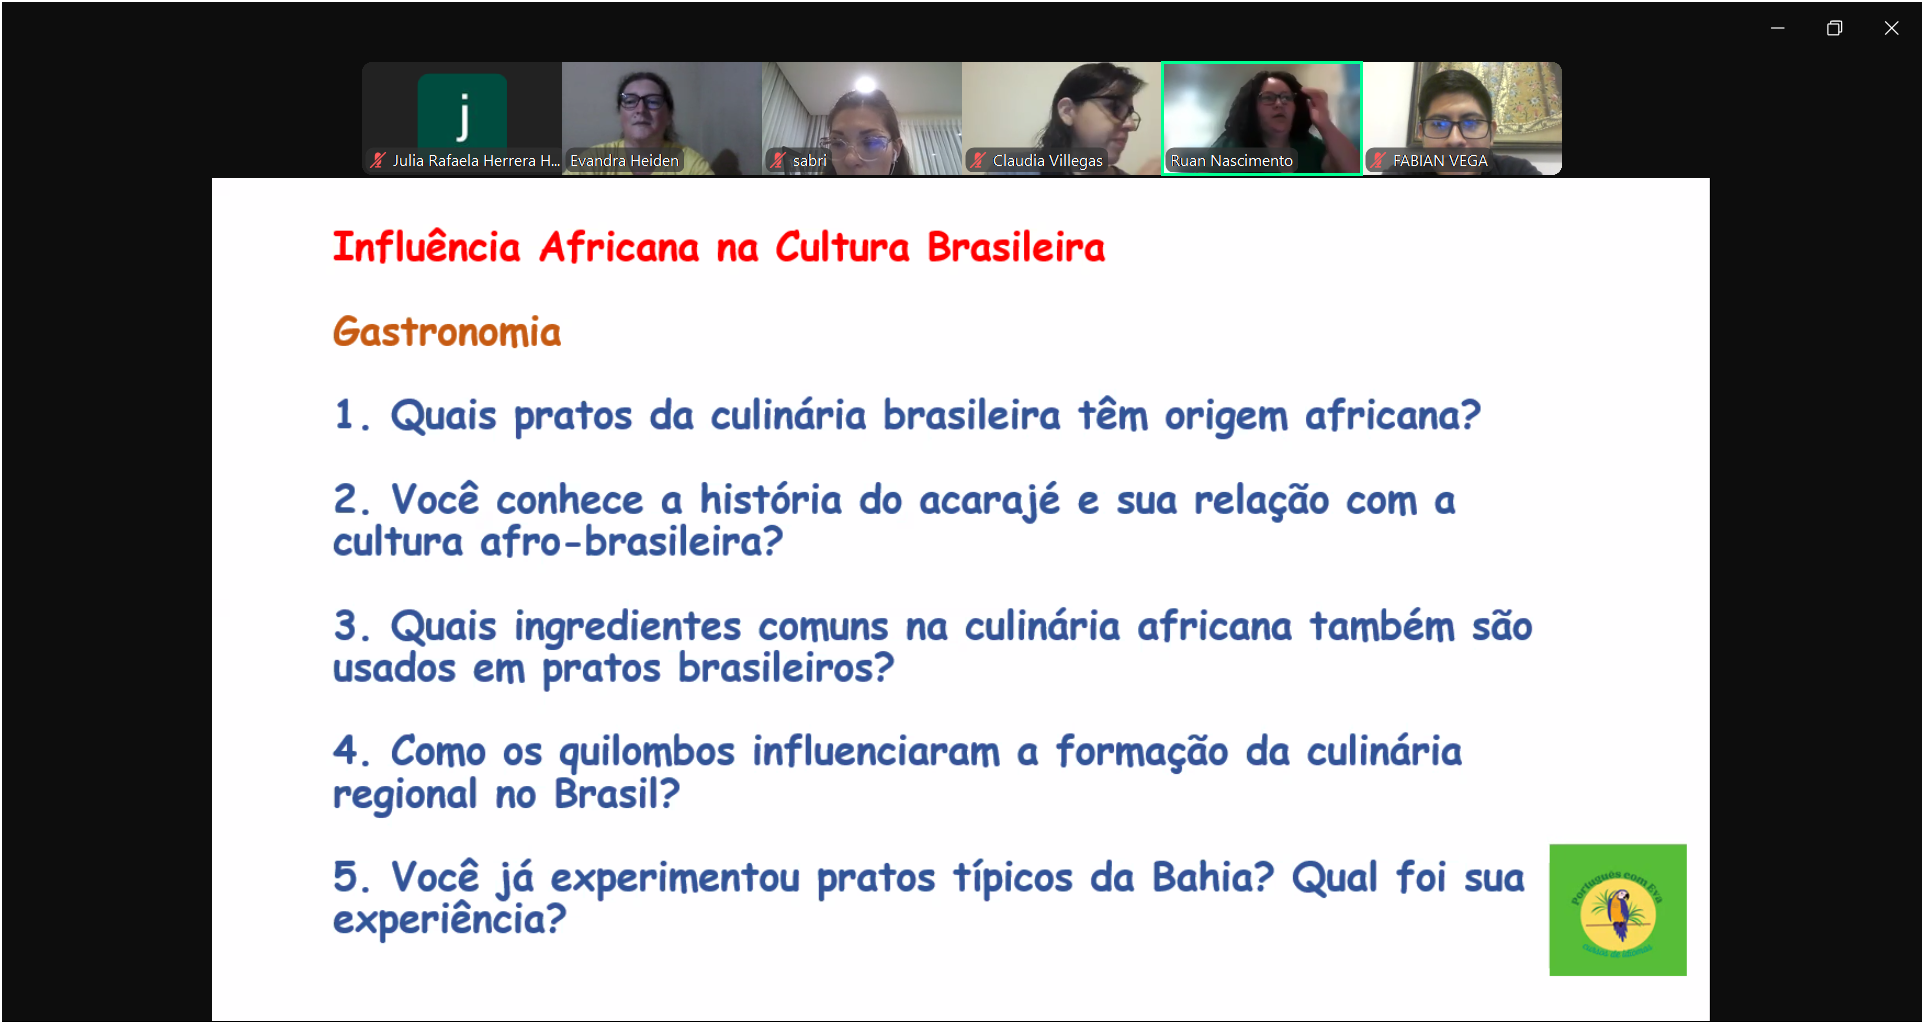 j
Julia Rafaela Herrera H...
Evandra Heiden
sabri
Claudia Villegas
Ruan Nascimento
FABIAN VEGA
Influência Africana na Cultura Brasileira
Gastronomia
1. Quais pratos da culinária brasileira têm origem africana?
2. Você conhece a história do acarajé e sua relação com a
cultura afro-brasileira?
3. Quais ingredientes comuns na culinária africana também são
usados em pratos brasileiros?
4. Como os quilombos influenciaram a formação da culinária
regional no Brasil?
5. Você já experimentou pratos típicos da Bahia? Qual foi sua
experiência?
Português com Eva
cursos de idiomas